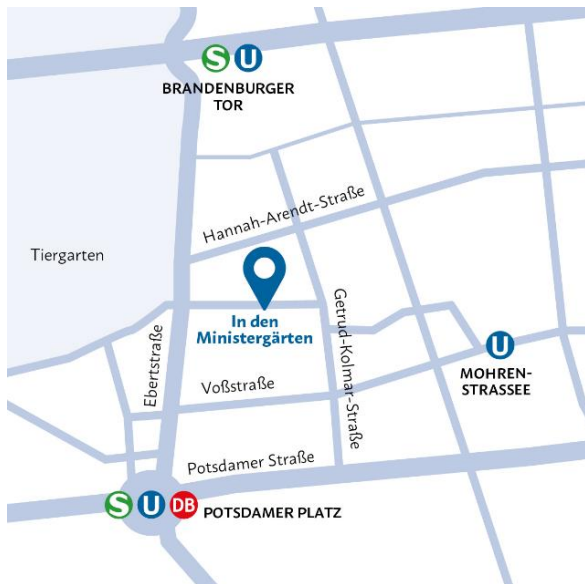 S U
BRANDENBURGER
TOR
Hannah-Arendt-Straße
Tiergarten
In den
Ministergärten
Getrud-Kolmar-Straße
Ebertstraße
U
MOHREN-
STRASSEE
Voßstraße
Potsdamer Straße
S U DB POTSDAMER PLATZ